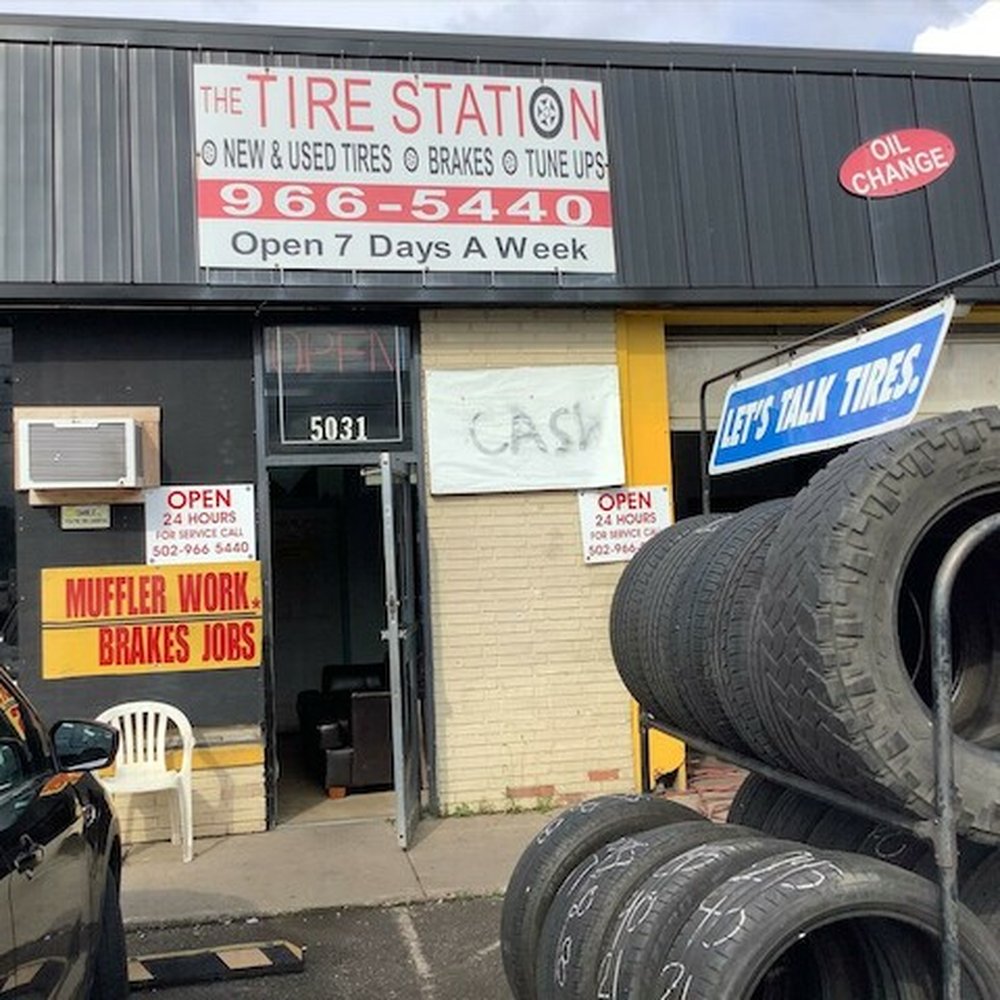 THE TIRE STATION
NEW & USED TIRES BRAKES TUNE UPS
966-5440
Open 7 Days A Week
OIL
CHANGE
LET'S TALK TIRES.
OPEN
5031
CASH
OPEN
24 HOURS
FOR SERVICE CALL
502-966 5440
OPEN
24 HOURS
FOR SERVICE CALL
502-966
MUFFLER WORK.
BRAKES JOBS